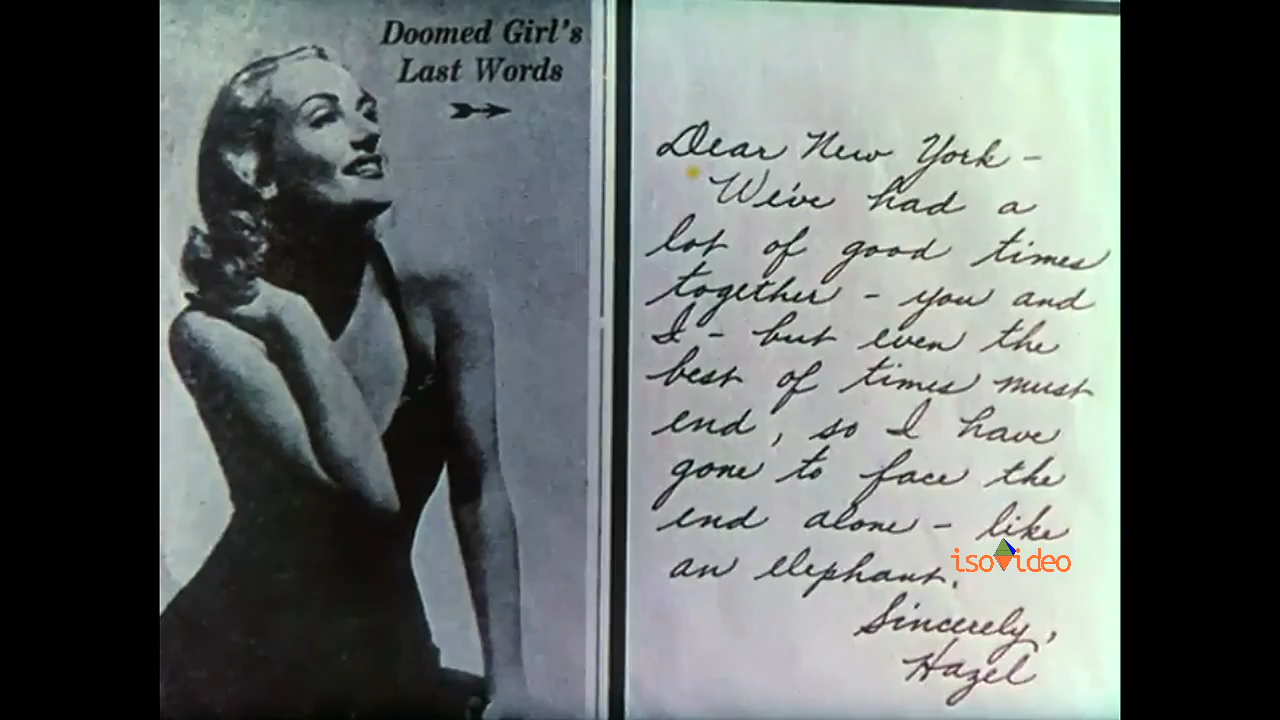 Doomed Girl's
Last Words
Dear New York -
We've had a
lot of good times
together - you and
I - but even the
best of times must
end, so I have
gone to face the
end alone - like
an elephant.
Sincerely,
Hazel
isovideo